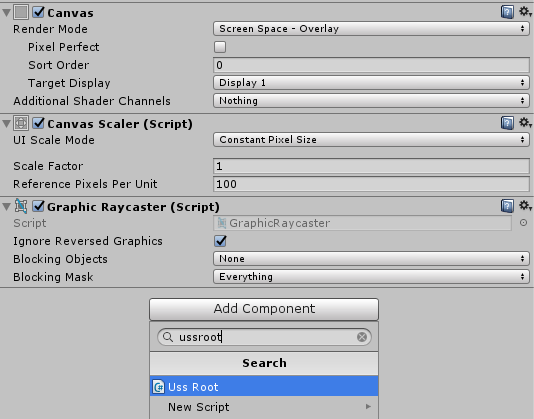 Canvas
Render Mode Screen Space - Overlay
Pixel Perfect
Sort Order 0
Target Display Display 1
Additional Shader Channels Nothing
Canvas Scaler (Script)
UI Scale Mode Constant Pixel Size
Scale Factor 1
Reference Pixels Per Unit 100
Graphic Raycaster (Script)
Script GraphicRaycaster
Ignore Reversed Graphics
Blocking Objects None
Blocking Mask Everything
Add Component
ussroot
Search
Uss Root
New Script